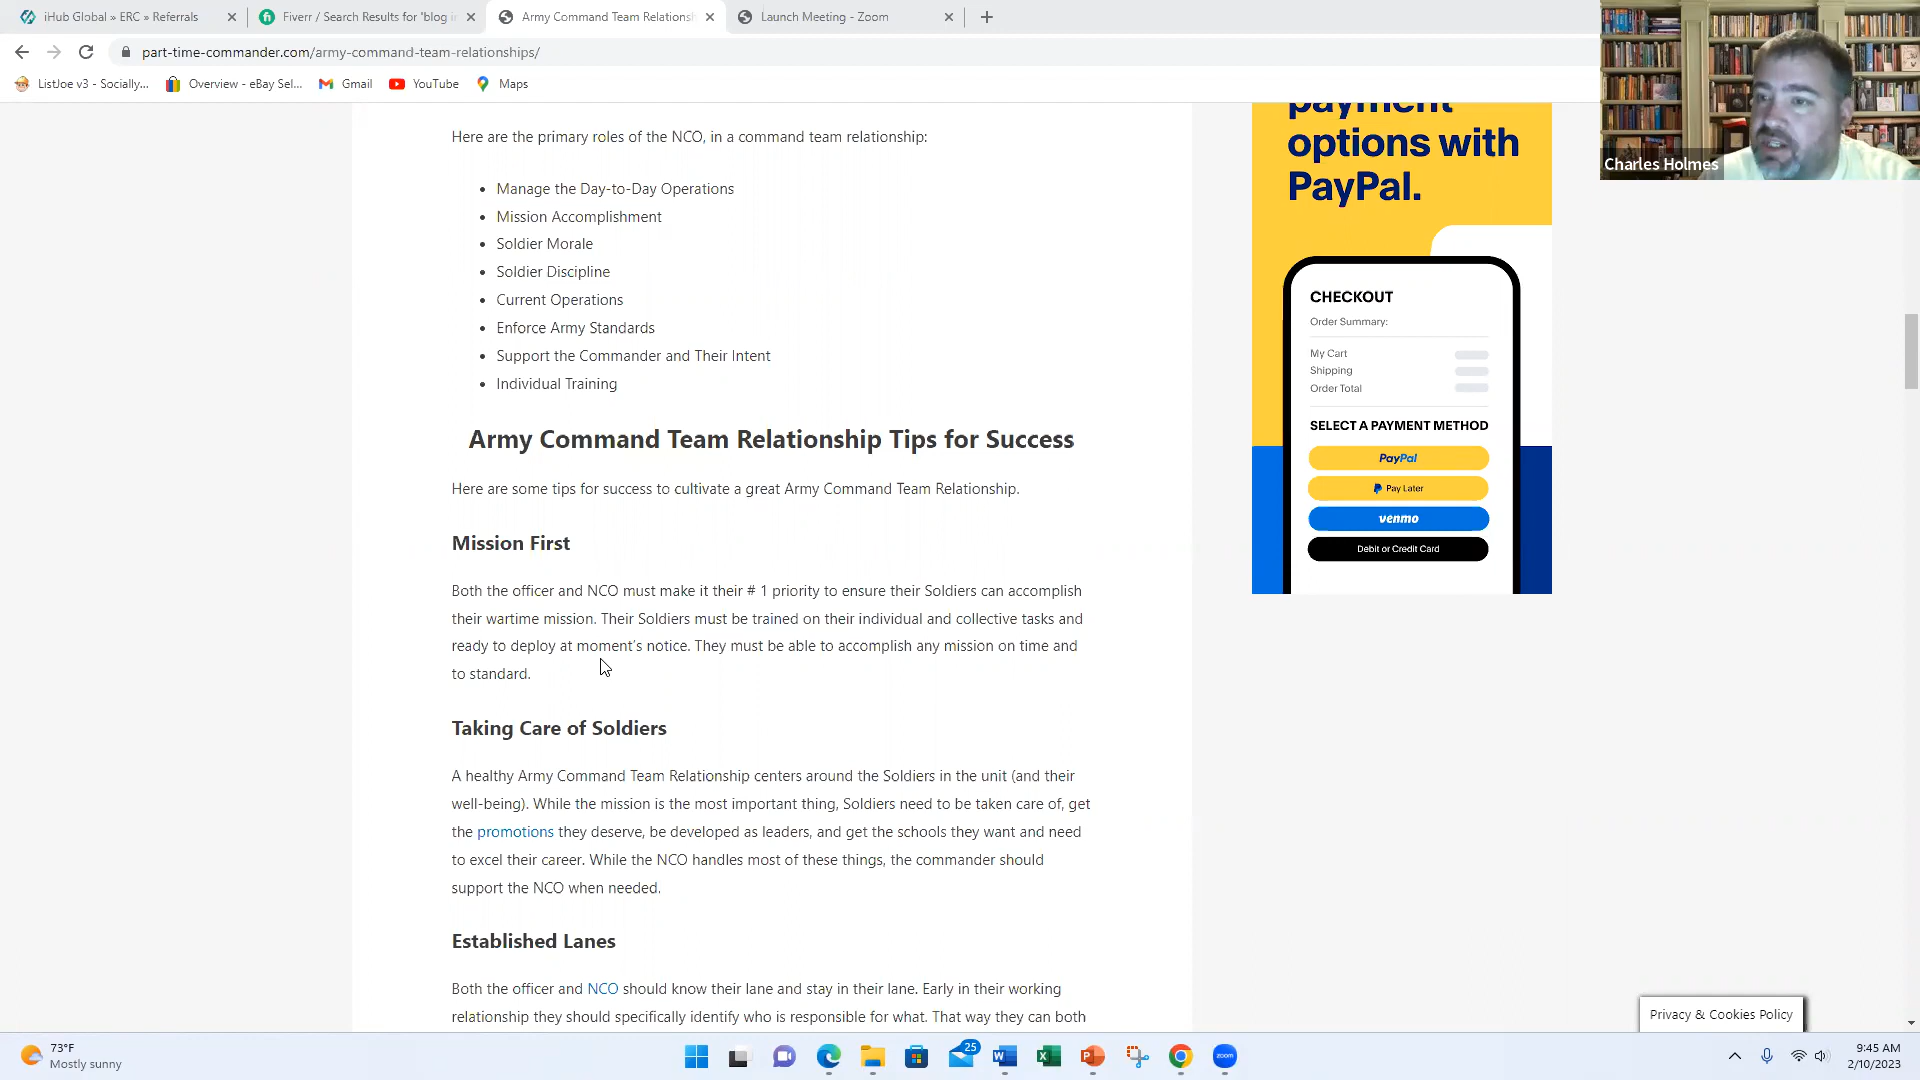 iHub Global » ERC » Referrals
Fiverr / Search Results for 'blog i
Army Command Team Relations
Launch Meeting - Zoom
part-time-commander.com/army-command-team-relationships/
ListJoe v3 - Socially...
Overview - eBay Sel...
Gmail
YouTube
Maps
Here are the primary roles of the NCO, in a command team relationship:
• Manage the Day-to-Day Operations
• Mission Accomplishment
• Soldier Morale
• Soldier Discipline
• Current Operations
• Enforce Army Standards
• Support the Commander and Their Intent
• Individual Training
Army Command Team Relationship Tips for Success
Here are some tips for success to cultivate a great Army Command Team Relationship.
Mission First
Both the officer and NCO must make it their # 1 priority to ensure their Soldiers can accomplish
their wartime mission. Their Soldiers must be trained on their individual and collective tasks and
ready to deploy at moment's notice. They must be able to accomplish any mission on time and
to standard.
Taking Care of Soldiers
A healthy Army Command Team Relationship centers around the Soldiers in the unit (and their
well-being). While the mission is the most important thing, Soldiers need to be taken care of, get
the promotions they deserve, be developed as leaders, and get the schools they want and need
to excel their career. While the NCO handles most of these things, the commander should
support the NCO when needed.
Established Lanes
Both the officer and NCO should know their lane and stay in their lane. Early in their working
relationship they should specifically identify who is responsible for what. That way they can both
payment
options with
PayPal.
CHECKOUT
Order Summary:
My Cart
Shipping
Order Total
SELECT A PAYMENT METHOD
PayPal
Pay Later
venmo
Debit or Credit Card
Charles Holmes
Privacy & Cookies Policy
73°F
Mostly sunny
25
zoom
9:45 AM
2/10/2023